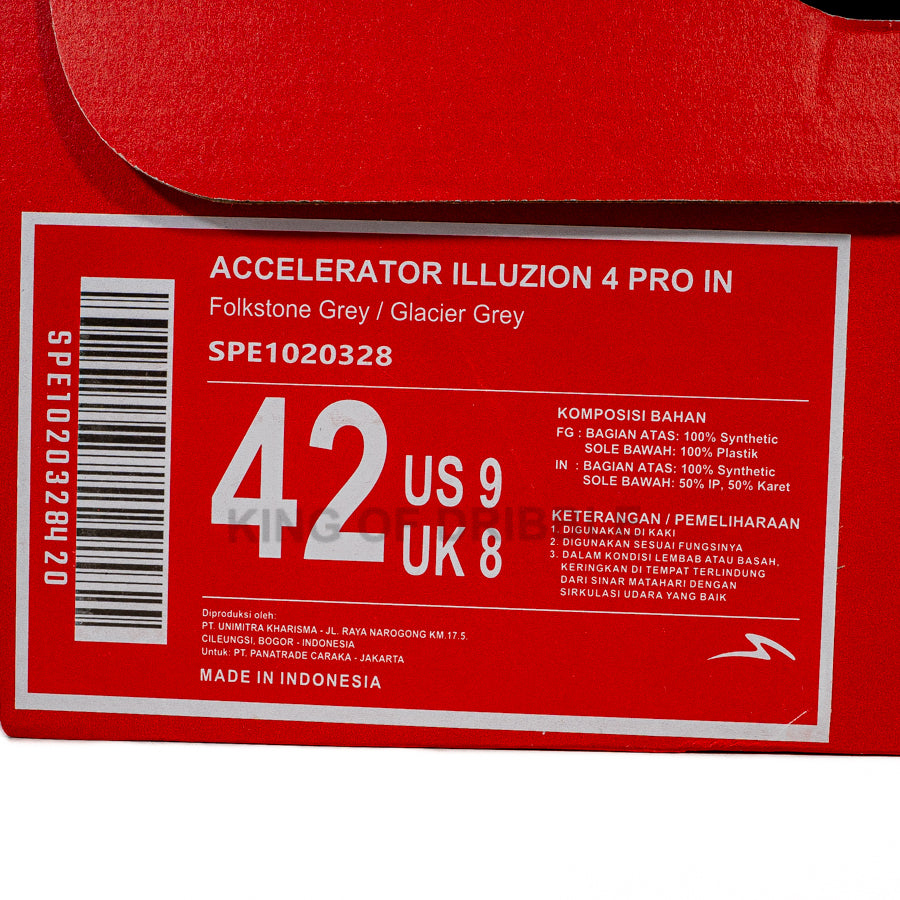 ACCELERATOR ILLUZION 4 PRO IN
Folkstone Grey / Glacier Grey
SPE1020328
SPE1020328420
42
US 9
UK 8
KOMPOSISI BAHAN
FG : BAGIAN ATAS: 100% Synthetic
SOLE BAWAH: 100% Plastik
IN : BAGIAN ATAS: 100% Synthetic
SOLE BAWAH: 50% IP, 50% Karet
KETERANGAN / PEMELIHARAAN
1. DIGUNAKAN DI KAKI
2. DIGUNAKAN SESUAI FUNGSINYA
3. DALAM KONDISI LEMBAB ATAU BASAH,
KERINGKAN DI TEMPAT TERLINDUNG
DARI SINAR MATAHARI DENGAN
SIRKULASI UDARA YANG BAIK
KING OF
Diproduksi oleh:
PT. UNIMITRA KHARISMA - JL. RAYA NAROGONG KM.17.5.
CILEUNGSI, BOGOR - INDONESIA
Untuk: PT. PANATRADE CARAKA - JAKARTA
MADE IN INDONESIA